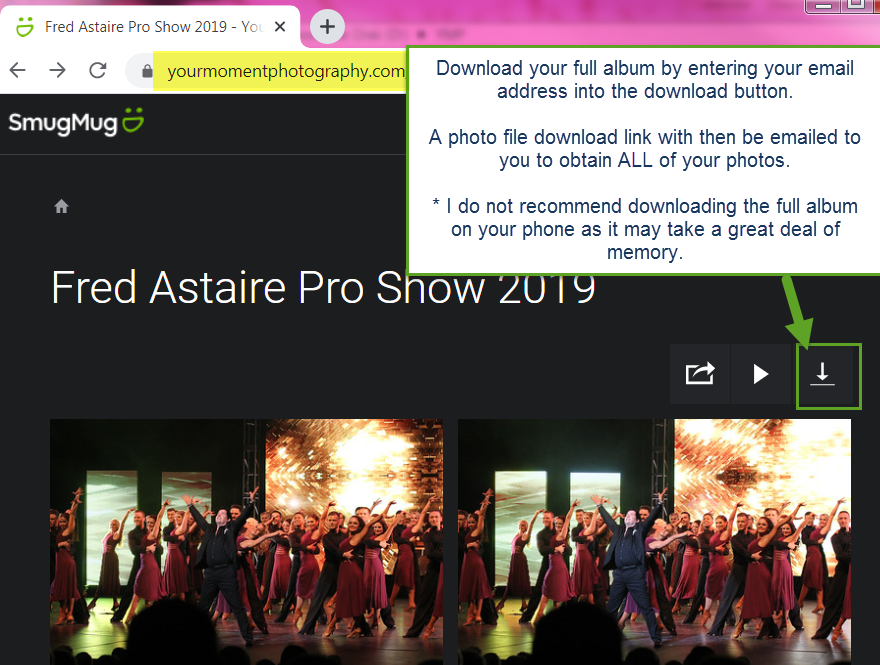 Fred Astaire Pro Show 2019 - You
yourmomentphotography.com
SmugMug
Download your full album by entering your email
address into the download button.
A photo file download link with then be emailed to
you to obtain ALL of your photos.
* I do not recommend downloading the full album
on your phone as it may take a great deal of
memory.
Fred Astaire Pro Show 2019